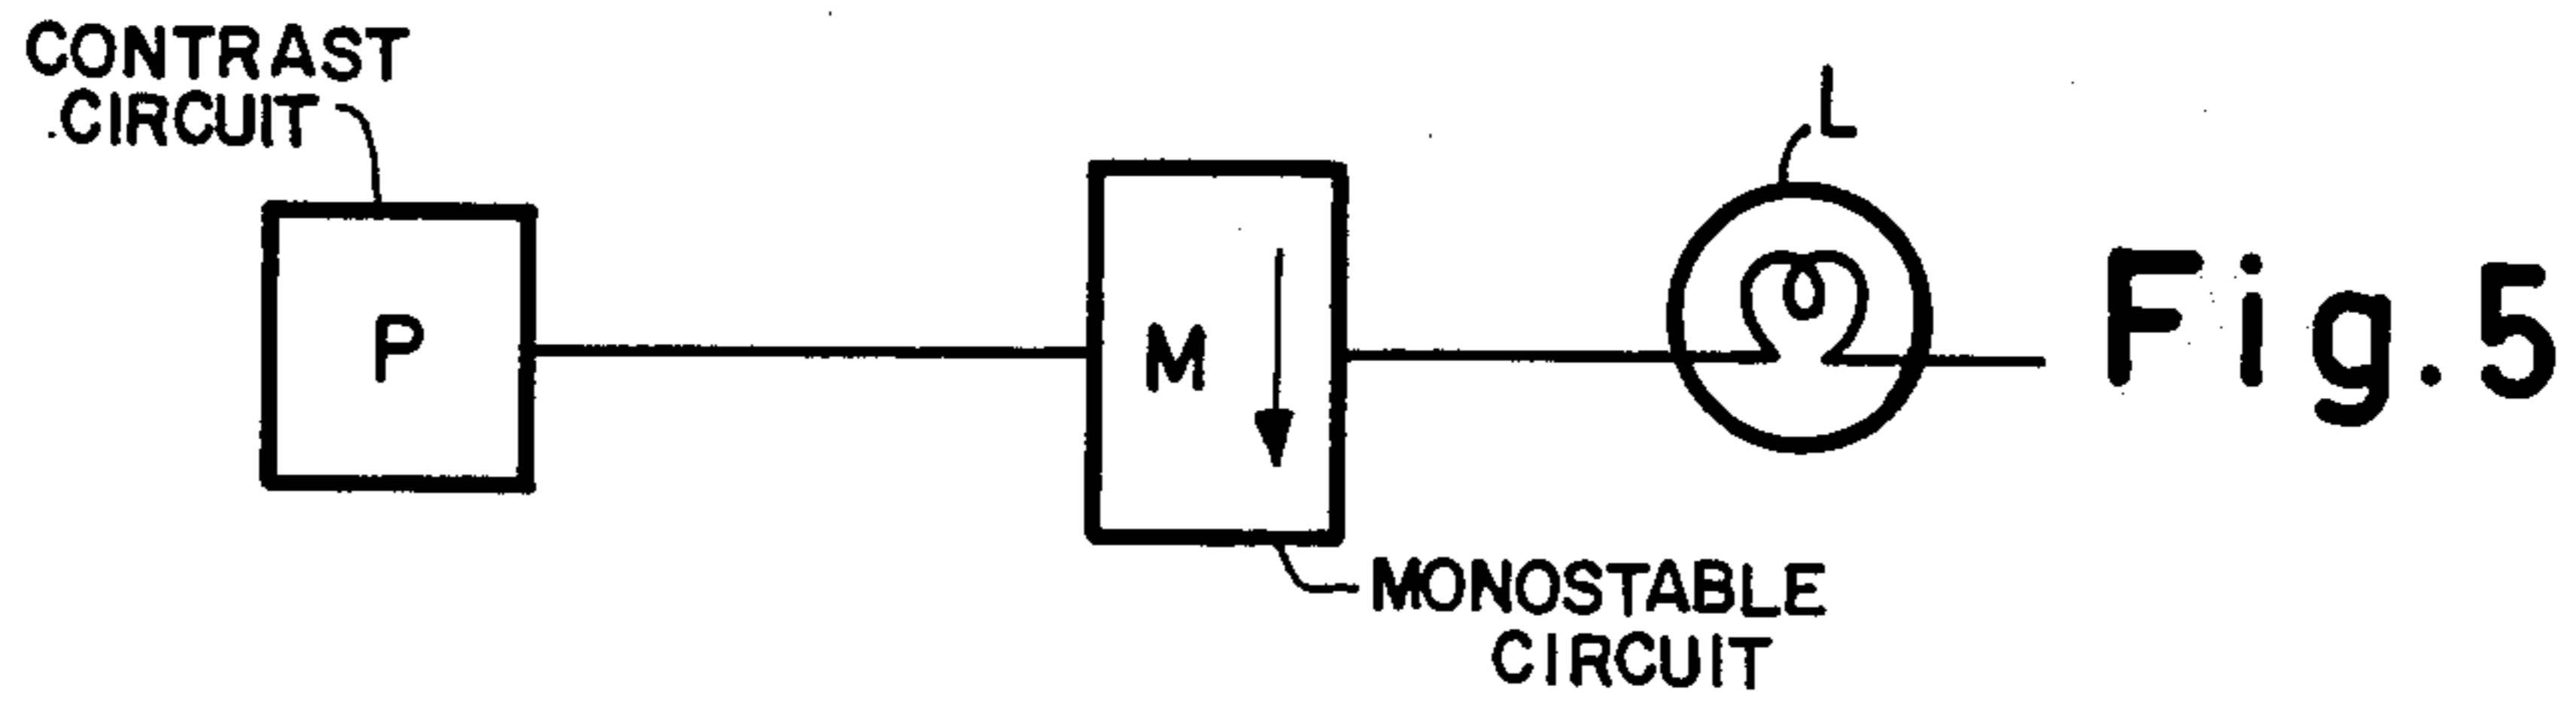 CONTRAST
CIRCUIT
L
P
M
Fig. 5
MONOSTABLE
CIRCUIT